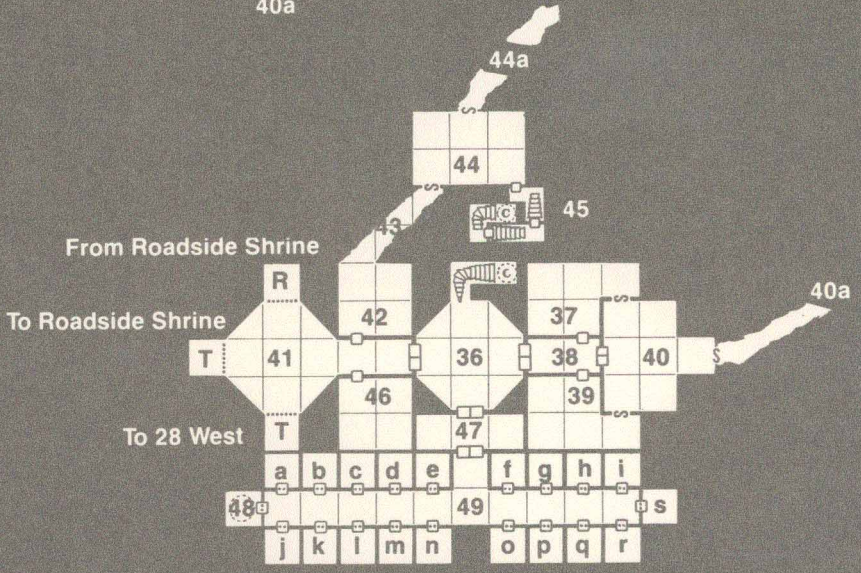 40a
44a
S
44
S
43
45
C
From Roadside Shrine
R
C
40a
To Roadside Shrine
42
37
S
T
41
36
38
40
S
46
39
To 28 West
T
47
S
a b c d e f g h i
48 49 s
j k l m n o p q r